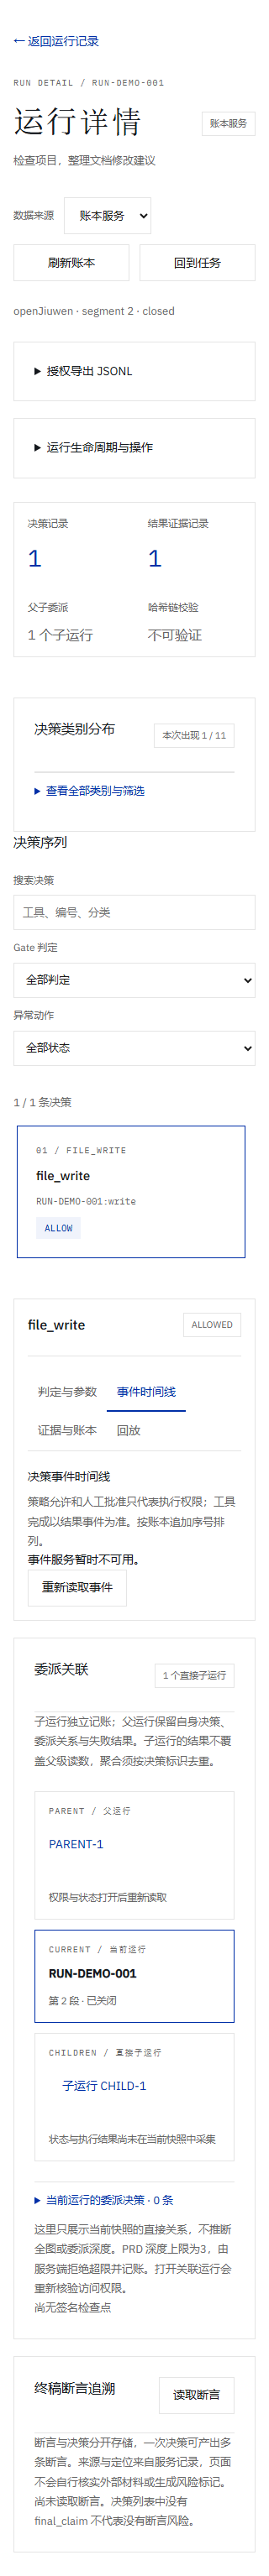 ← 返回运行记录
RUN DETAIL / RUN-DEMO-001
运行详情
账本服务
检查项目，整理文档修改建议
数据来源
账本服务
刷新账本
回到任务
openJiuwen · segment 2 · closed
▶ 授权导出 JSONL
▶ 运行生命周期与操作
决策记录
结果证据记录
1
1
父子委派
哈希链校验
1 个子运行
不可验证
决策类别分布
本次出现 1 / 11
▶ 查看全部类别与筛选
决策序列
搜索决策
工具、编号、分类
Gate 判定
全部判定
异常动作
全部状态
1 / 1 条决策
01 / FILE_WRITE
file_write
RUN-DEMO-001:write
ALLOW
file_write
ALLOWED
判定与参数
事件时间线
证据与账本
回放
决策事件时间线
策略允许和人工批准只代表执行权限；工具
完成以结果事件为准。按账本追加序号排
列。
事件服务暂时不可用。
重新读取事件
委派关联
1 个直接子运行
子运行独立记账；父运行保留自身决策、
委派关系与失败结果。子运行的结果不覆
盖父级读数，聚合须按决策标识去重。
PARENT / 父运行
PARENT-1
权限与状态打开后重新读取
CURRENT / 当前运行
RUN-DEMO-001
第 2 段 · 已关闭
CHILDREN / 直接子运行
子运行 CHILD-1
状态与执行结果尚未在当前快照中采集
▶ 当前运行的委派决策 · 0 条
这里只展示当前快照的直接关系，不推断
全图或委派深度。PRD 深度上限为3，由
服务端拒绝超限并记账。打开关联运行会
重新核验访问权限。
尚无签名检查点
终稿断言追溯
读取断言
断言与决策分开存储，一次决策可产出多
条断言。来源与定位来自服务记录，页面
不会自行核实外部材料或生成风险标记。
尚未读取断言。决策列表中没有
final_claim 不代表没有断言风险。